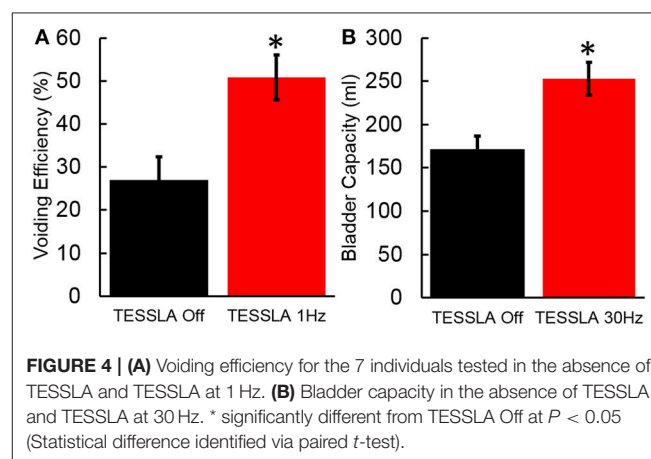 A
60
50
40
30
20
10
0
Voiding Efficiency (%)
*
TESSLA Off TESSLA 1Hz
B
300
250
200
150
100
50
0
Bladder Capacity (ml)
*
TESSLA Off TESSLA 30Hz
FIGURE 4 | (A) Voiding efficiency for the 7 individuals tested in the absence of
TESSLA and TESSLA at 1 Hz. (B) Bladder capacity in the absence of TESSLA
and TESSLA at 30 Hz. * significantly different from TESSLA Off at P < 0.05
(Statistical difference identified via paired t-test).